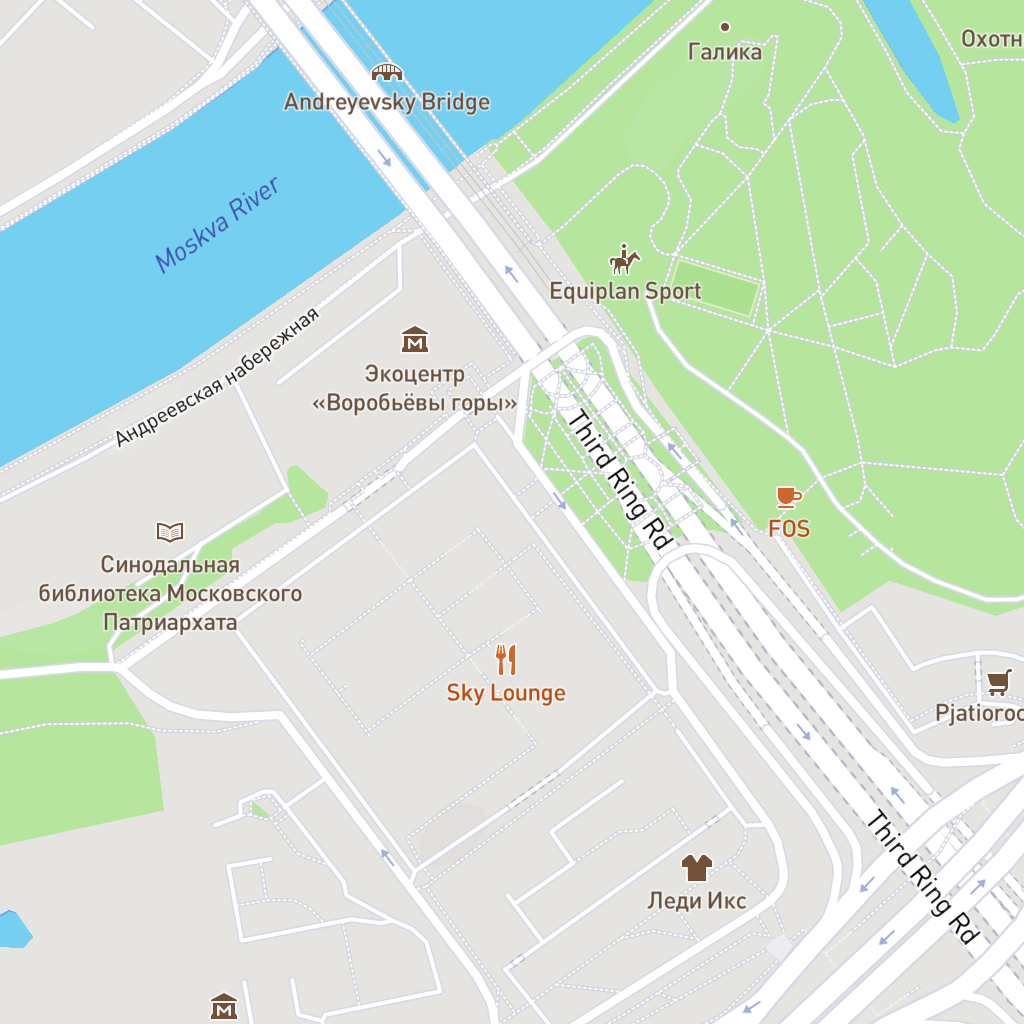 Галика
Охотн
Andreyevsky Bridge
Moskva River
Equiplan Sport
Андреевская набережная
Экоцентр
«Воробьёвы горы»
Third Ring Rd
FOS
Синодальная
библиотека Московского
Патриархата
Sky Lounge
Pjatioroc
Third Ring Rd
Леди Икс